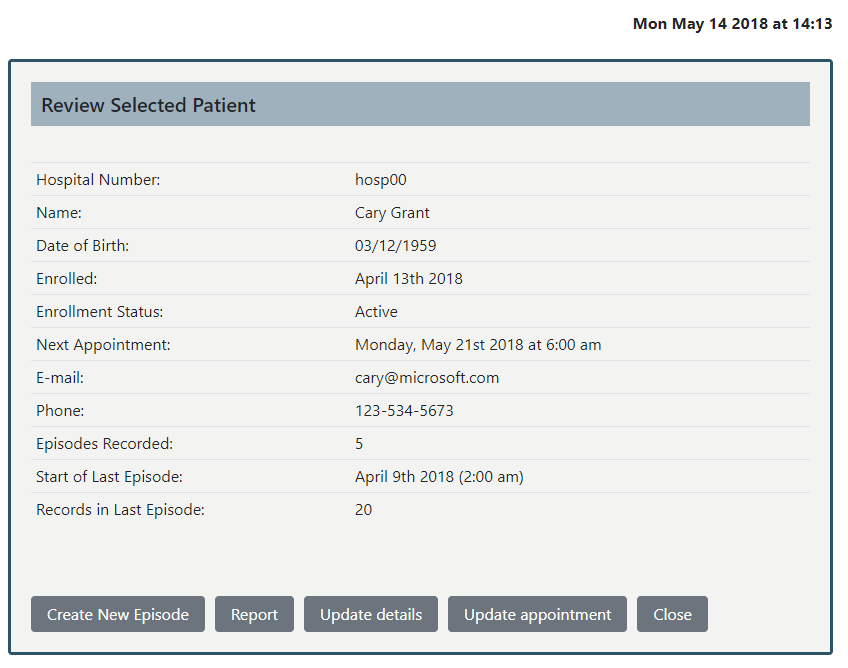 Mon May 14 2018 at 14:13
Review Selected Patient
Hospital Number: hosp00
Name: Cary Grant
Date of Birth: 03/12/1959
Enrolled: April 13th 2018
Enrollment Status: Active
Next Appointment: Monday, May 21st 2018 at 6:00 am
E-mail: cary@microsoft.com
Phone: 123-534-5673
Episodes Recorded: 5
Start of Last Episode: April 9th 2018 (2:00 am)
Records in Last Episode: 20
Create New Episode Report Update details Update appointment Close